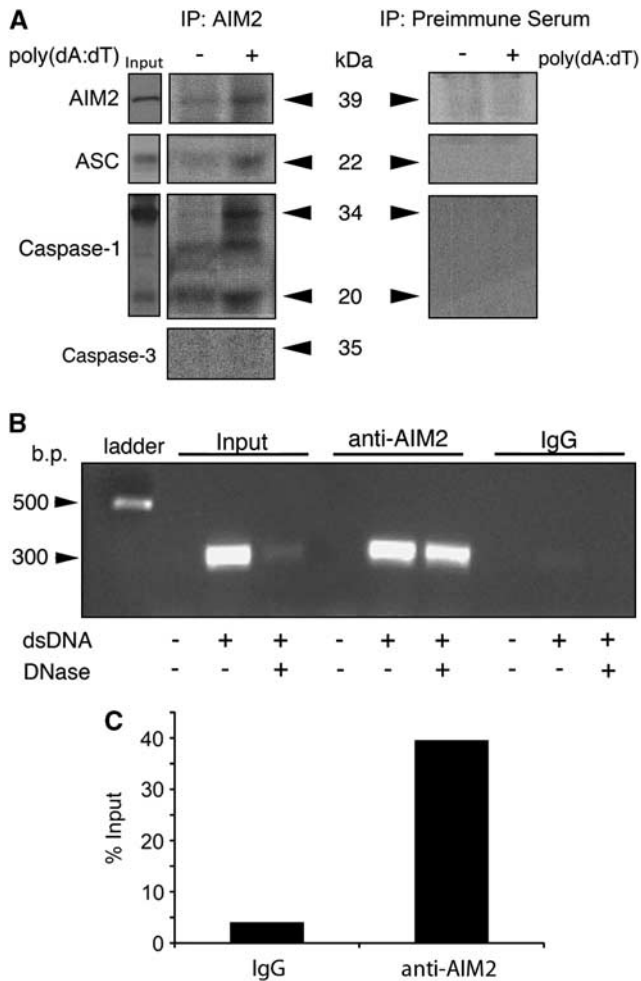 A
IP: AIM2
IP: Preimmune Serum
poly(dA:dT) Input - + kDa - + poly(dA:dT)
AIM2 39
ASC 22
34
Caspase-1
20
Caspase-3 35
B
b.p. ladder Input anti-AIM2 IgG
500
300
dsDNA - + + - + + - + +
DNase - - + - - + - - +
C
% Input
40
30
20
10
0
IgG anti-AIM2